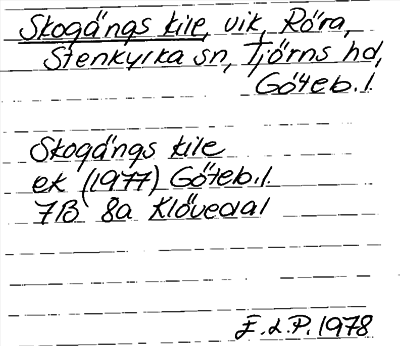 Skogängs kile, vik, Röra,
Stenkyrka sn, Tjörns hd,
Göteb. l.
Skogängs kile
ek (1977) Göteb. l.
7B 8a Klövedal
E.L.P. 1978